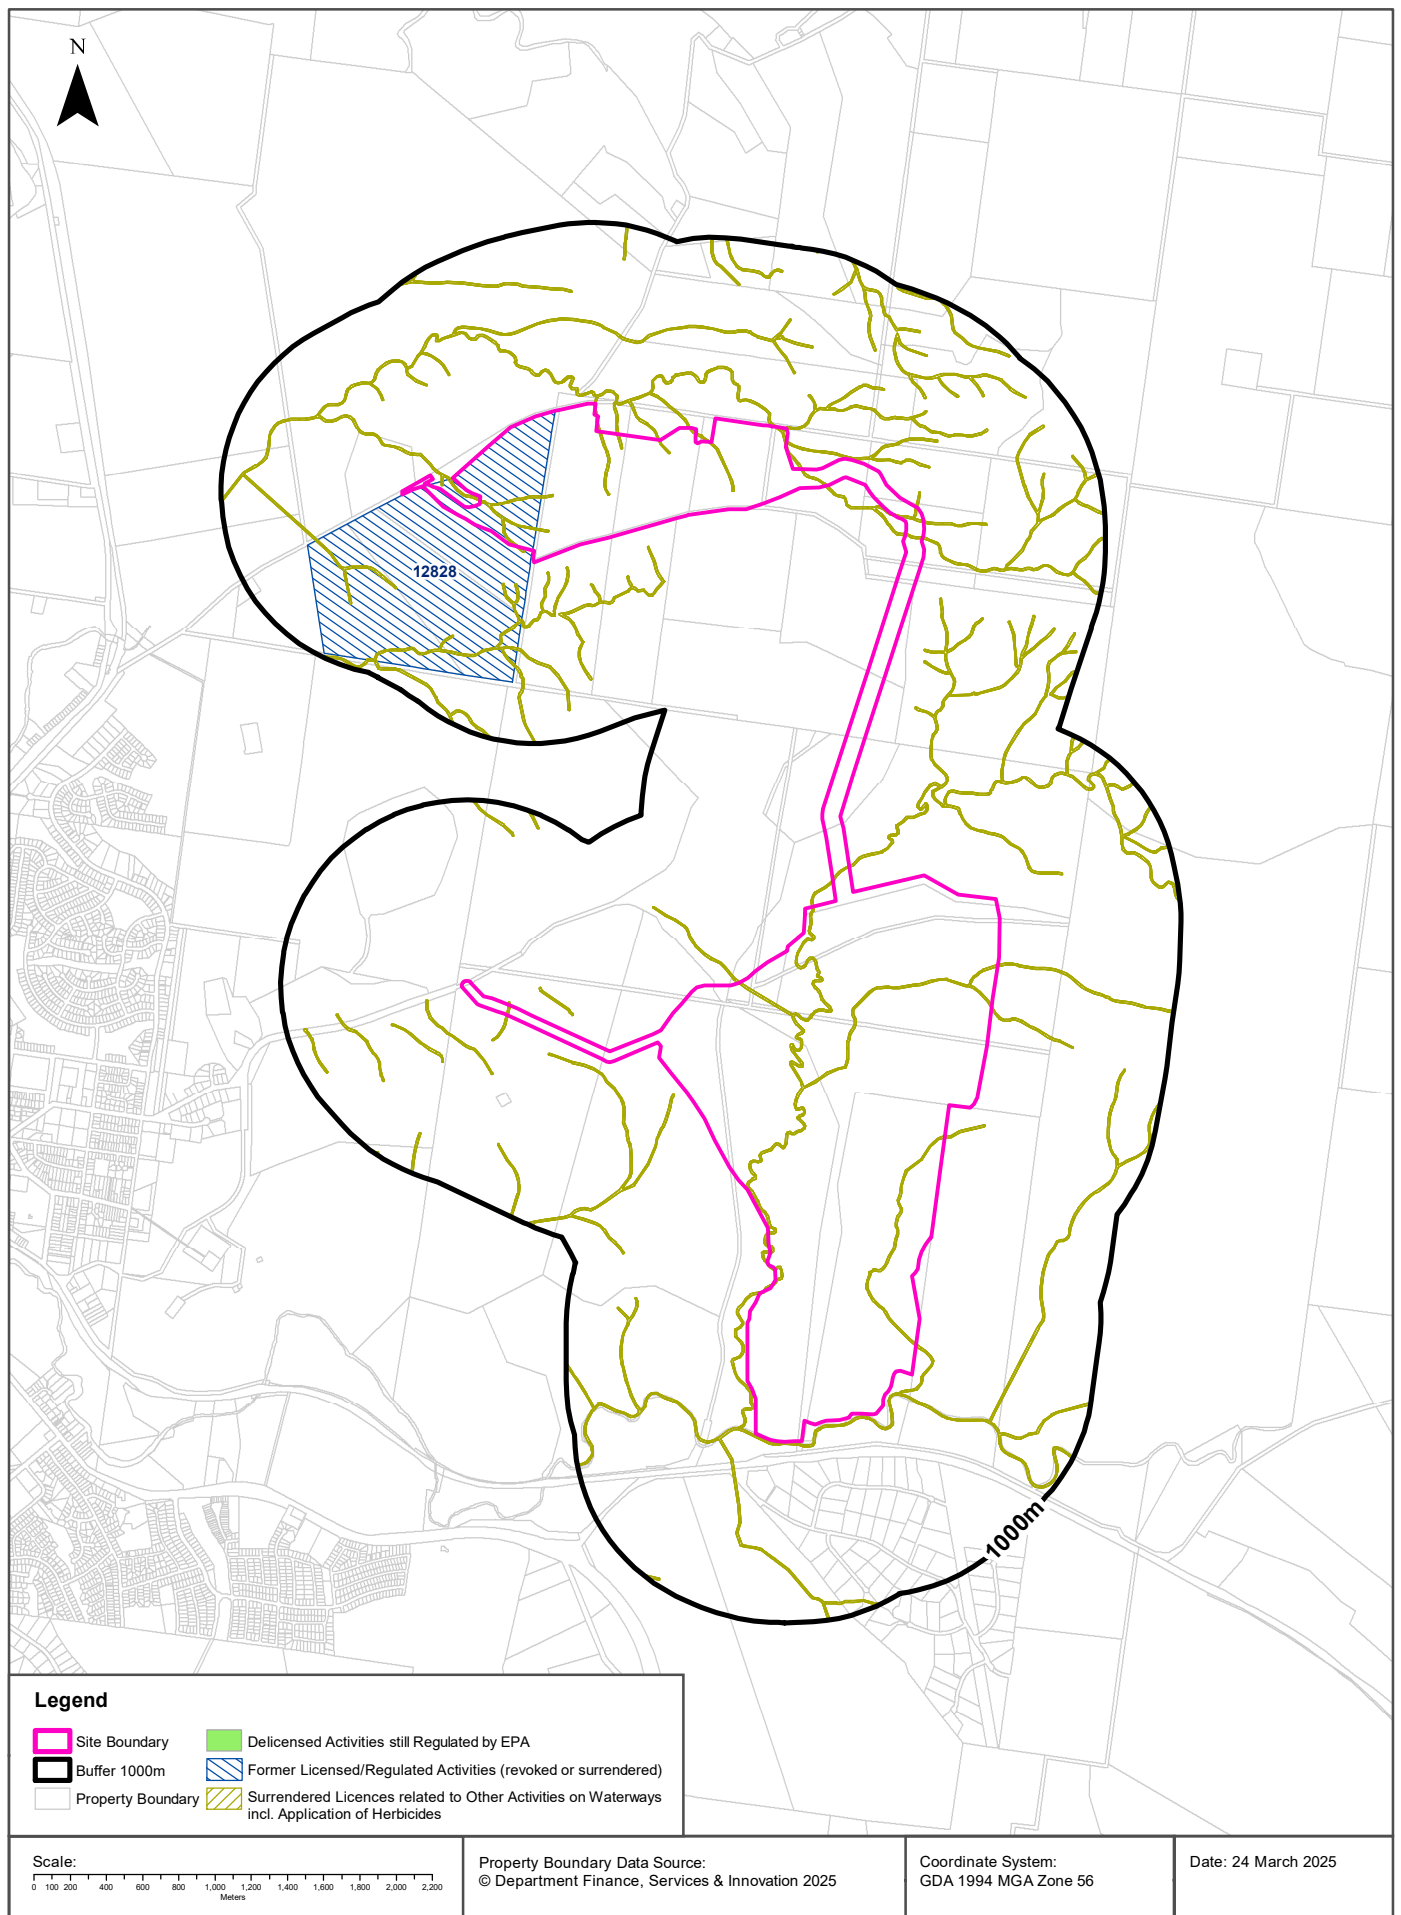 N
12828
1000m
Legend
Site Boundary
Buffer 1000m
Property Boundary
Delicensed Activities still Regulated by EPA
Former Licensed/Regulated Activities (revoked or surrendered)
Surrendered Licences related to Other Activities on Waterways
incl. Application of Herbicides
Scale:
0 100 200 400 600 800 1,000 1,200 1,400 1,600 1,800 2,000 2,200
Meters
Property Boundary Data Source:
© Department Finance, Services & Innovation 2025
Coordinate System:
GDA 1994 MGA Zone 56
Date: 24 March 2025